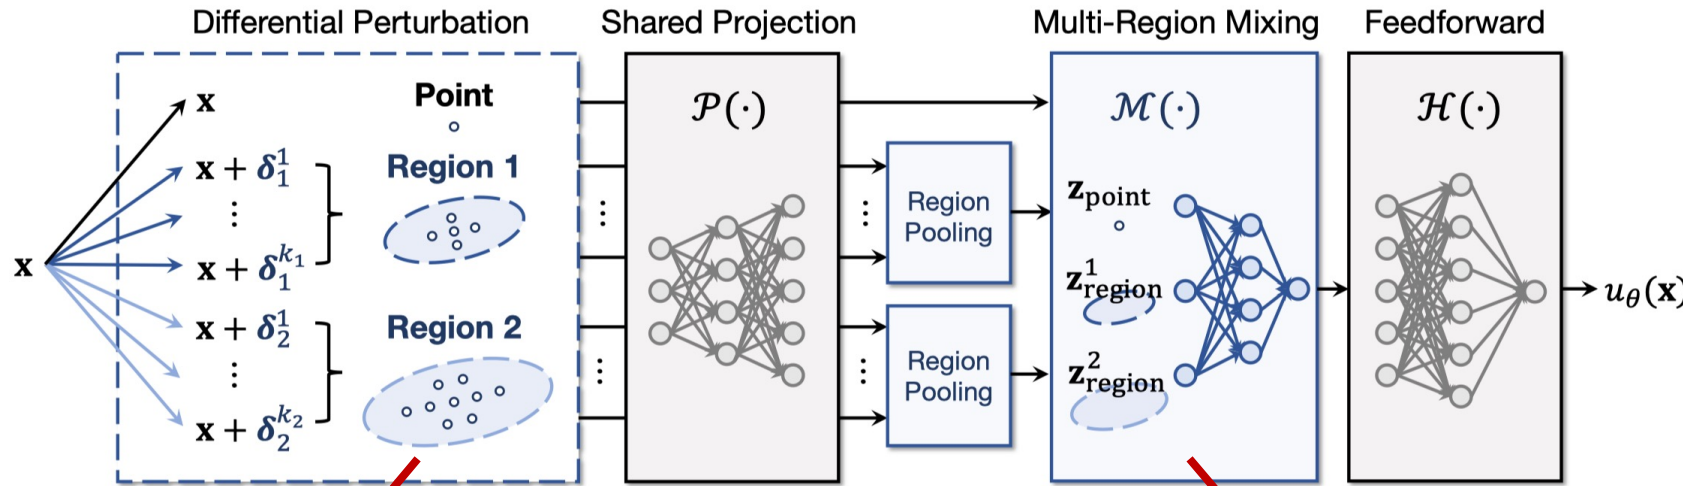 Differential Perturbation
Shared Projection
Multi-Region Mixing
Feedforward
x
x
x + δ₁¹
⋮
x + δ₁^{k₁}
x + δ₂¹
⋮
x + δ₂^{k₂}
Point
Region 1
Region 2
⋮
⋮
𝒫(·)
⋮
⋮
Region
Pooling
Region
Pooling
ℳ(·)
z_point
z¹_region
z²_region
ℋ(·)
u_θ(x)